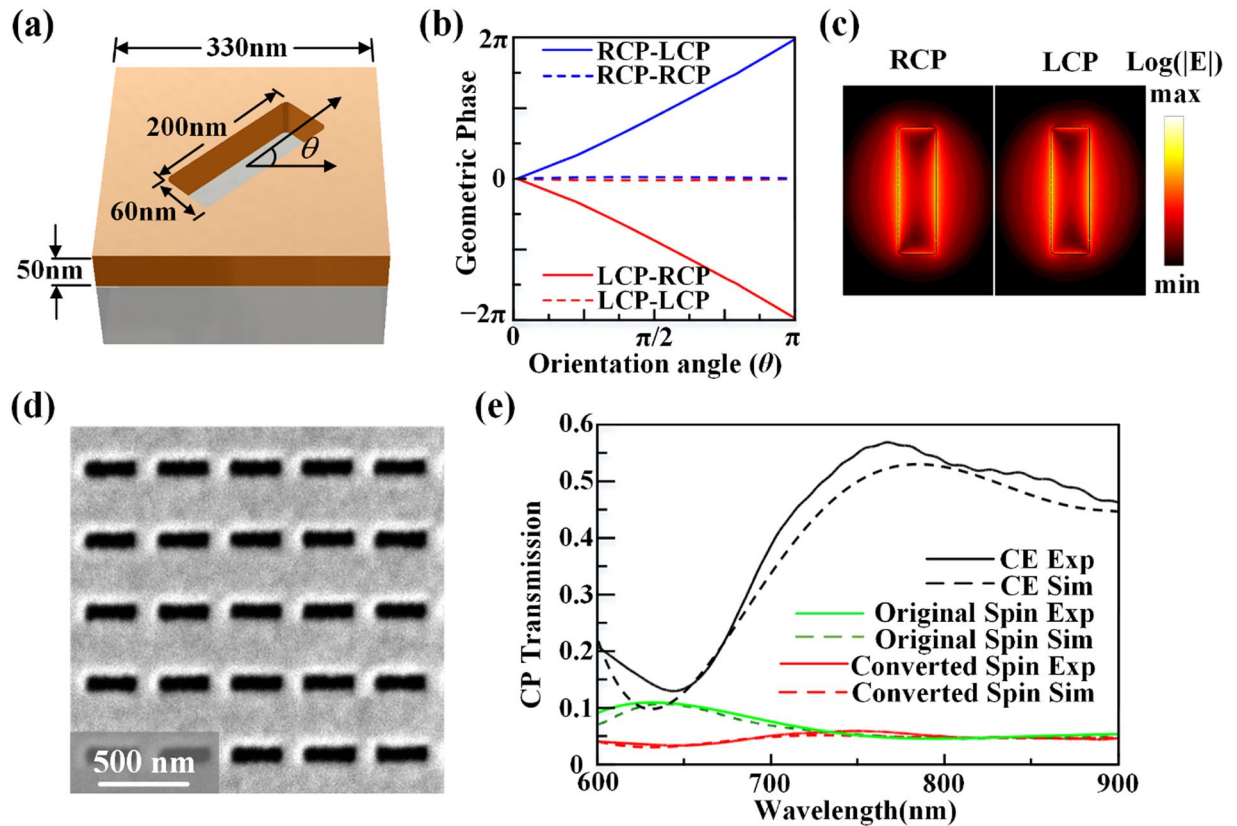 (a)
330nm
200nm
θ
60nm
50nm
(b)
2π
RCP-LCP
RCP-RCP
Geometric Phase
0
LCP-RCP
LCP-LCP
−2π
0
π/2
π
Orientation angle (θ)
(c)
RCP
LCP
Log(|E|)
max
min
(d)
500 nm
(e)
0.6
0.5
0.4
0.3
0.2
0.1
0
CP Transmission
CE Exp
CE Sim
Original Spin Exp
Original Spin Sim
Converted Spin Exp
Converted Spin Sim
600
700
800
900
Wavelength(nm)